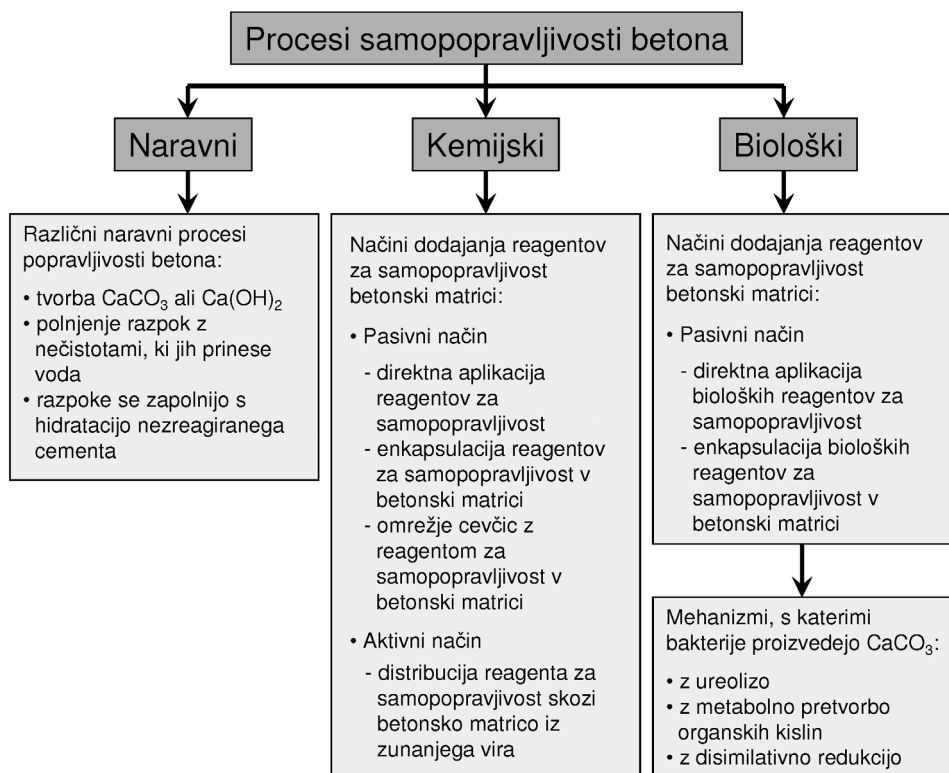 Procesi samopopravljivosti betona
Naravni
Kemijski
Biološki
Različni naravni procesi
popravljivosti betona:
• tvorba CaCO₃ ali Ca(OH)₂
• polnjenje razpok z
nečistotami, ki jih prinese
voda
• razpoke se zapolnijo s
hidratacijo nezreagiranega
cementa
Načini dodajanja reagentov
za samopopravljivost
betonski matrici:
• Pasivni način
- direktna aplikacija
reagentov za
samopopravljivost
- enkapsulacija reagentov
za samopopravljivost v
betonski matrici
- omrežje cevčic z
reagentom za
samopopravljivost v
betonski matrici
• Aktivni način
- distribucija reagenta za
samopopravjivost skozi
betonsko matrico iz
zunanjega vira
Načini dodajanja reagentov
za samopopravljivost
betonski matrici:
• Pasivni način
- direktna aplikacija
bioloških reagentov za
samopopravljivost
- enkapsulacija bioloških
reagentov za
samopopravljivost v
betonski matrici
Mehanizmi, s katerimi
bakterije proizvedejo CaCO₃:
• z ureolizo
• z metabolno pretvorbo
organskih kislin
• z disimilativno redukcijo